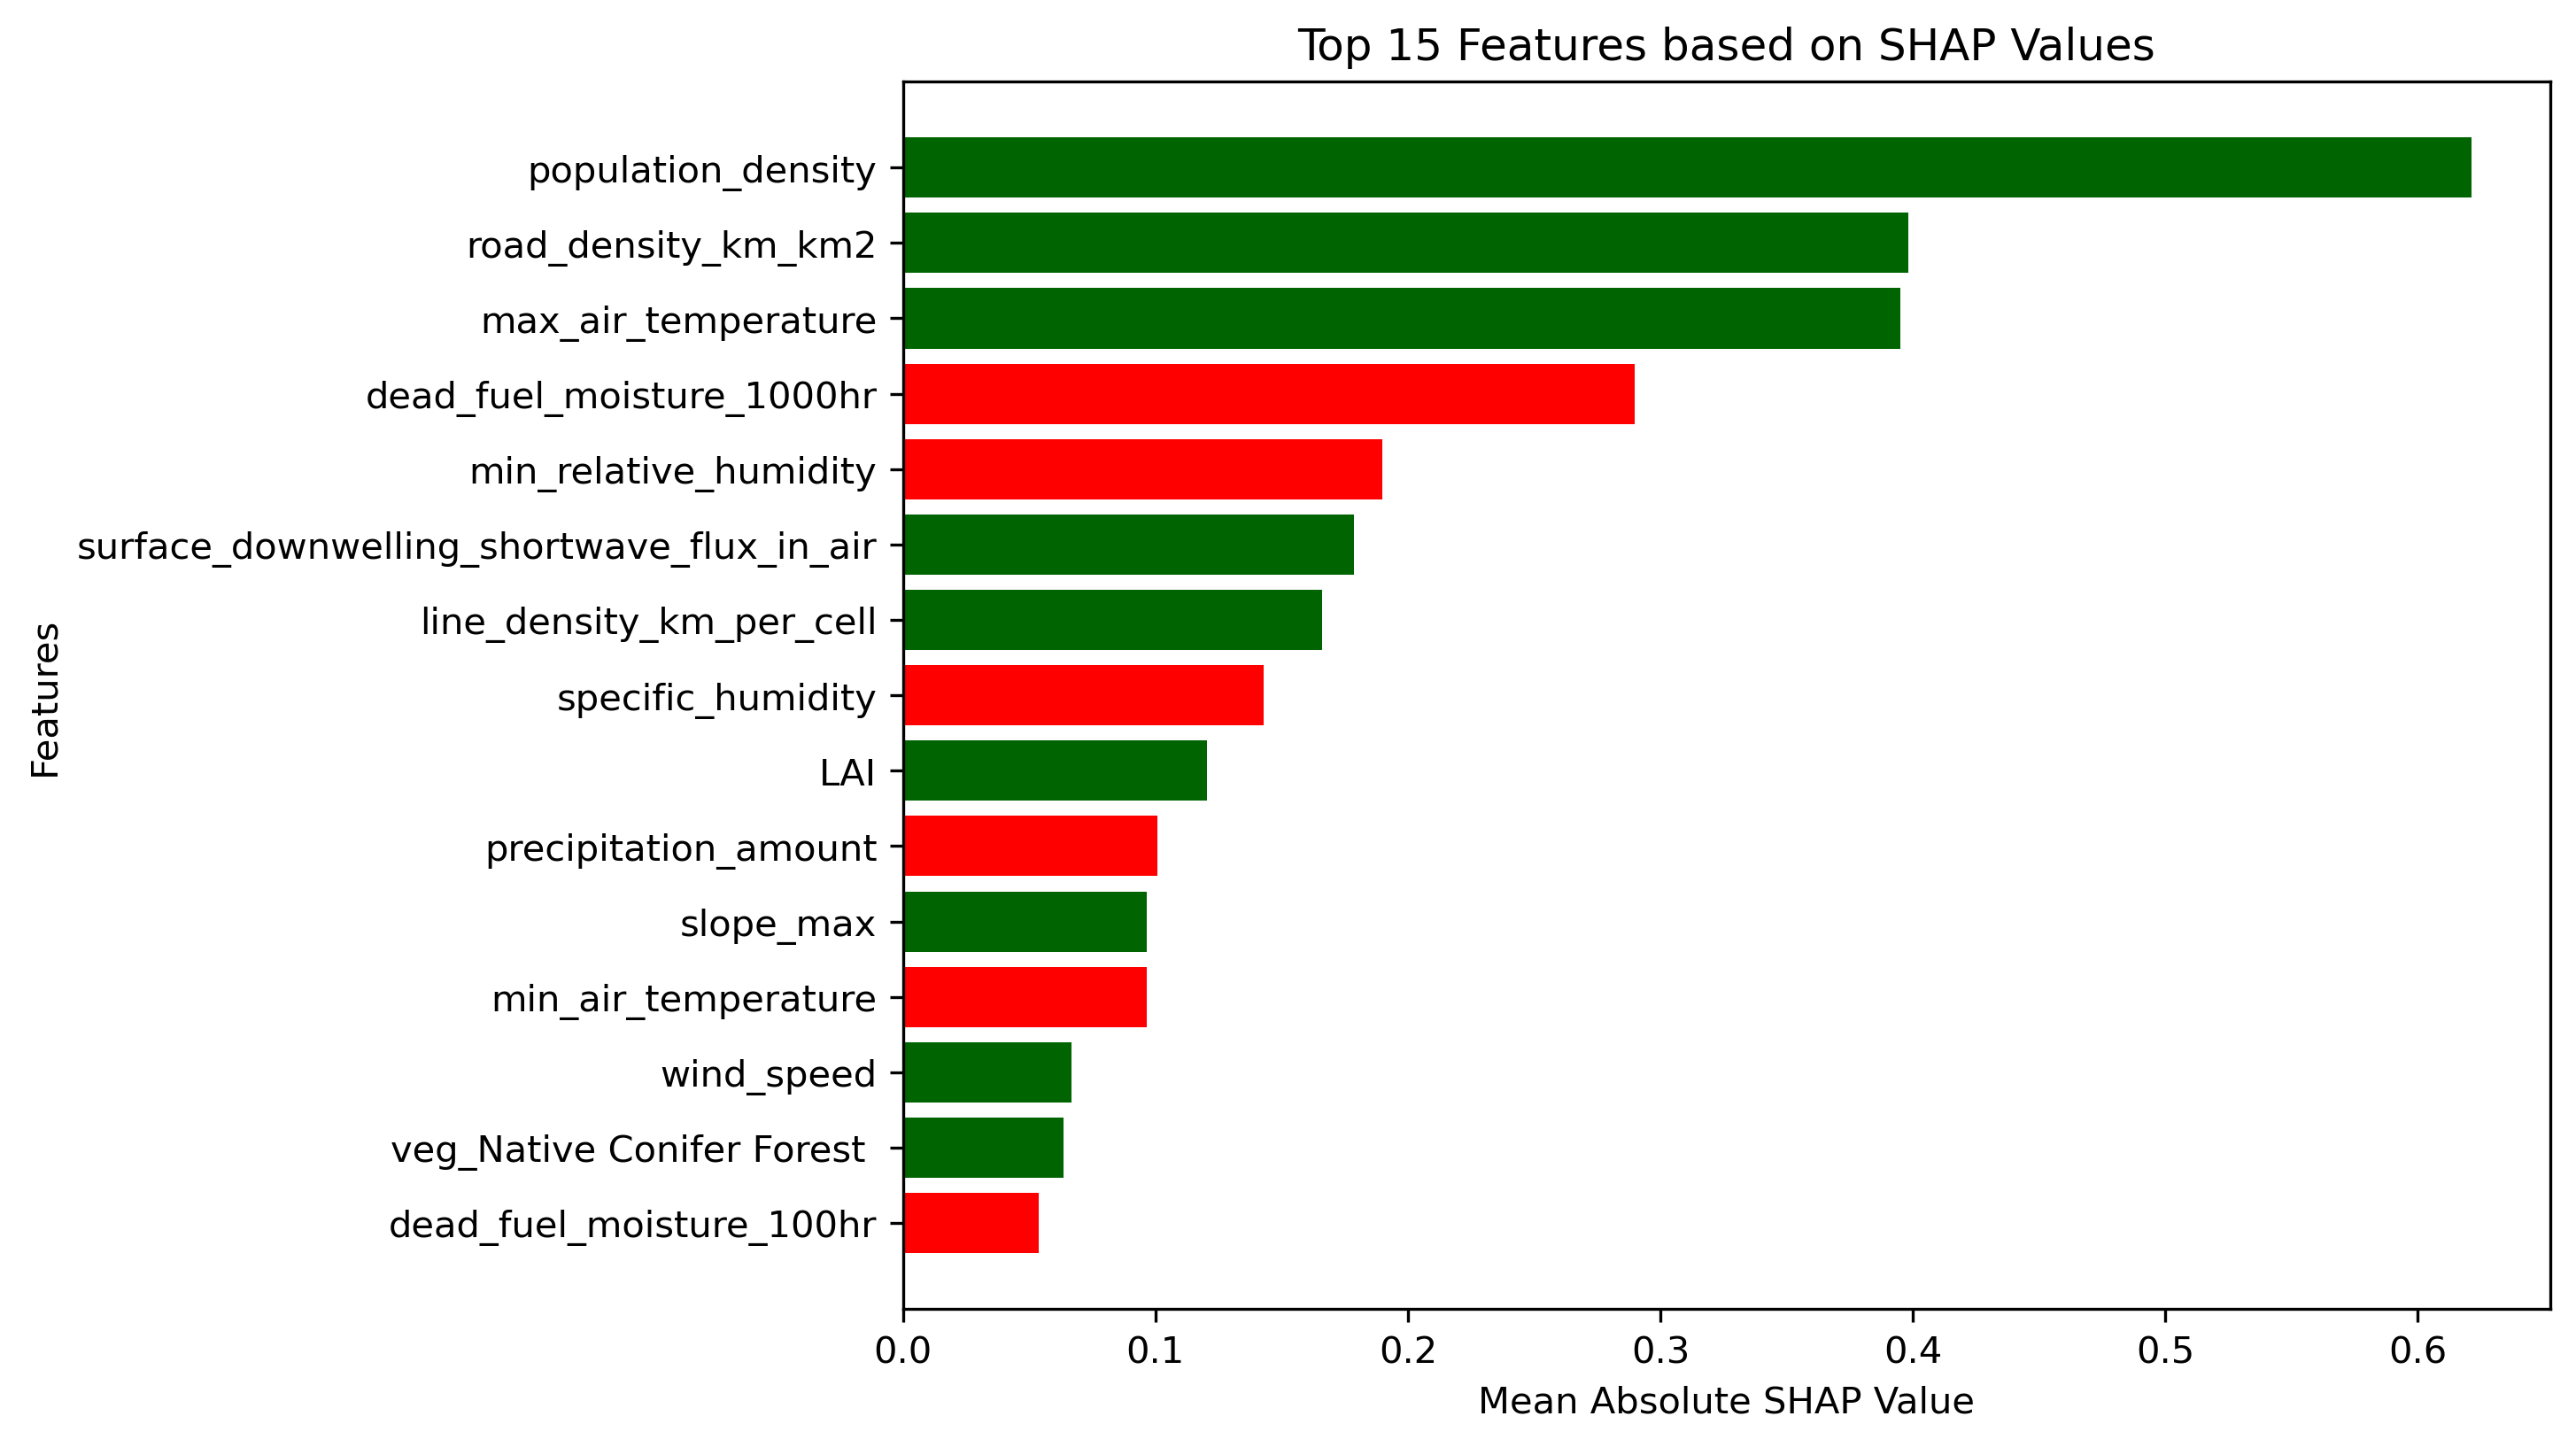 Top 15 Features based on SHAP Values
Features
population_density
road_density_km_km2
max_air_temperature
dead_fuel_moisture_1000hr
min_relative_humidity
surface_downwelling_shortwave_flux_in_air
line_density_km_per_cell
specific_humidity
LAI
precipitation_amount
slope_max
min_air_temperature
wind_speed
veg_Native Conifer Forest
dead_fuel_moisture_100hr
0.0 0.1 0.2 0.3 0.4 0.5 0.6
Mean Absolute SHAP Value